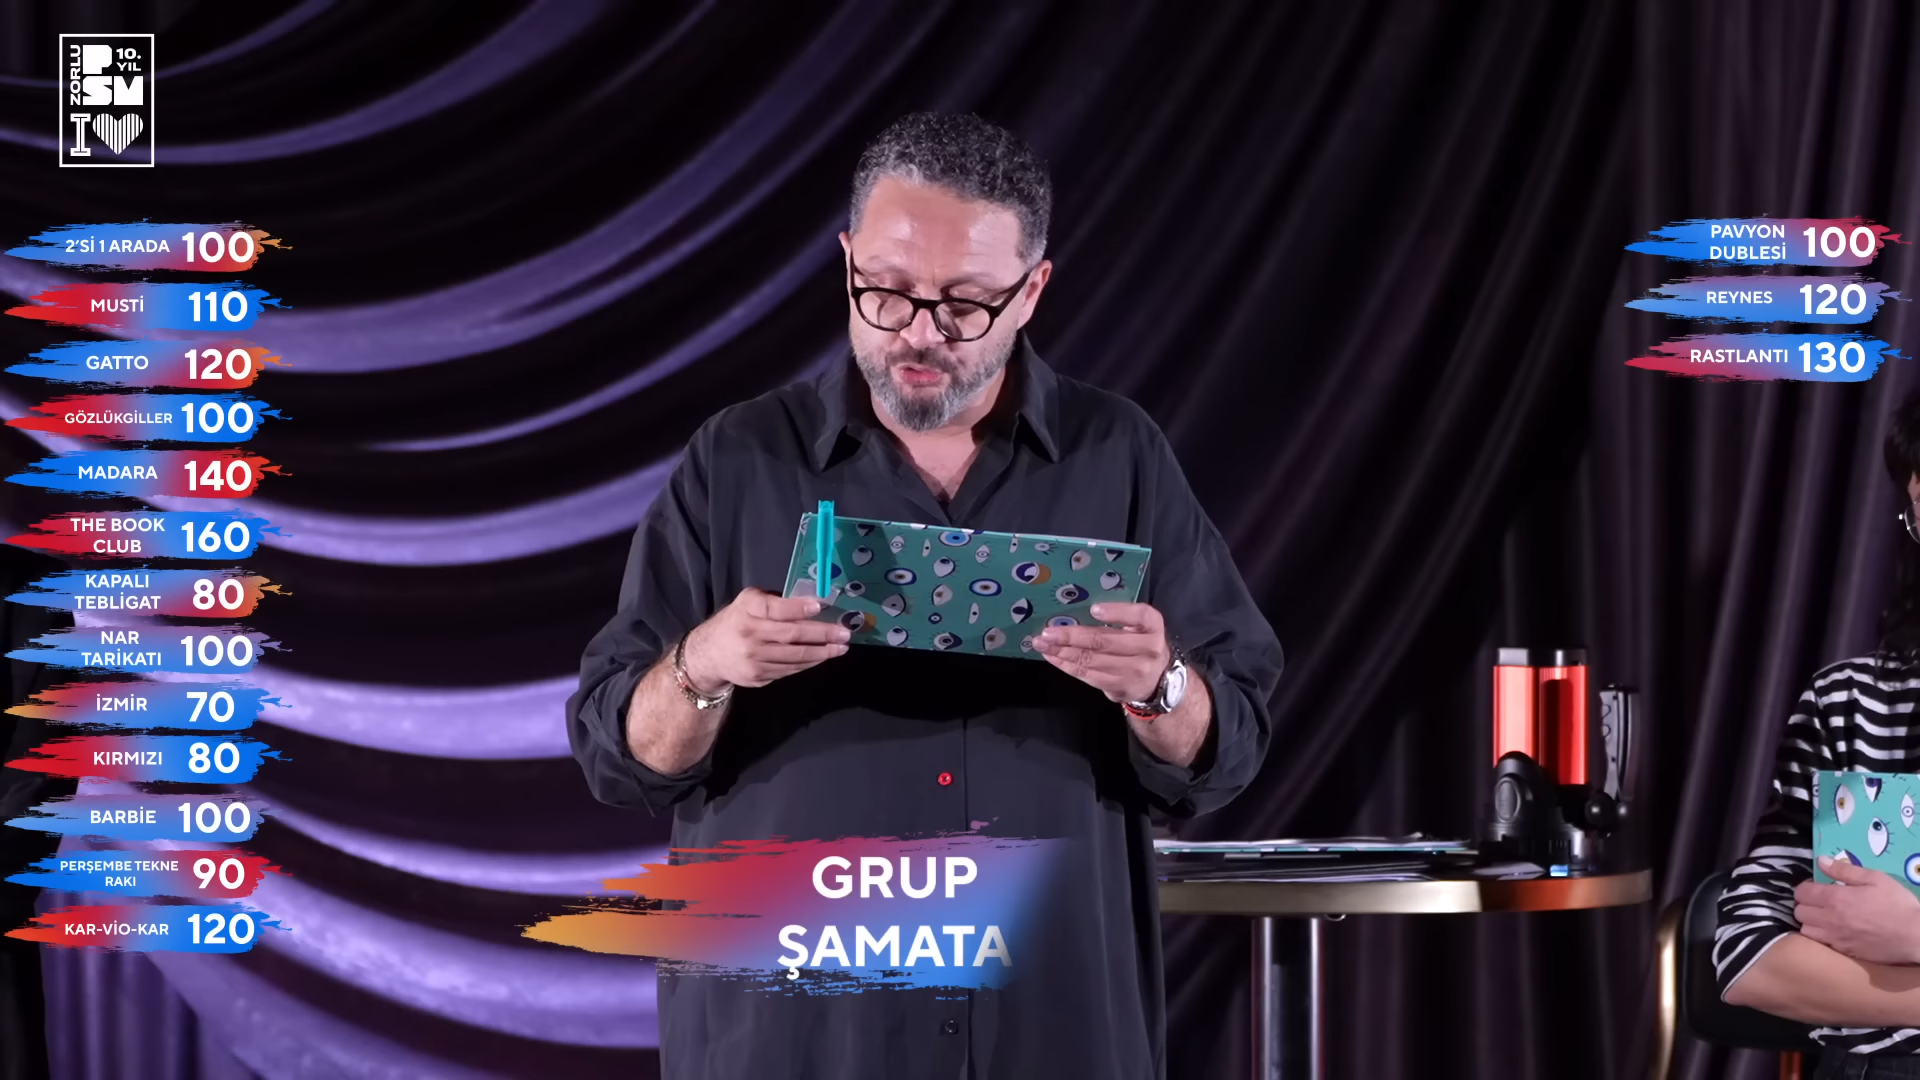 ZORLU
PSM
10.
YIL
I
2'Sİ 1 ARADA 100
MUSTİ 110
GATTO 120
GÖZLÜKGİLLER 100
MADARA 140
THE BOOK
CLUB 160
KAPALI
TEBLİGAT 80
NAR
TARİKATI 100
İZMİR 70
KIRMIZI 80
BARBİE 100
PERŞEMBE TEKNE
RAKI 90
KAR-VİO-KAR 120
PAVYON
DUBLESİ 100
REYNES 120
RASTLANTI 130
GRUP
ŞAMATA